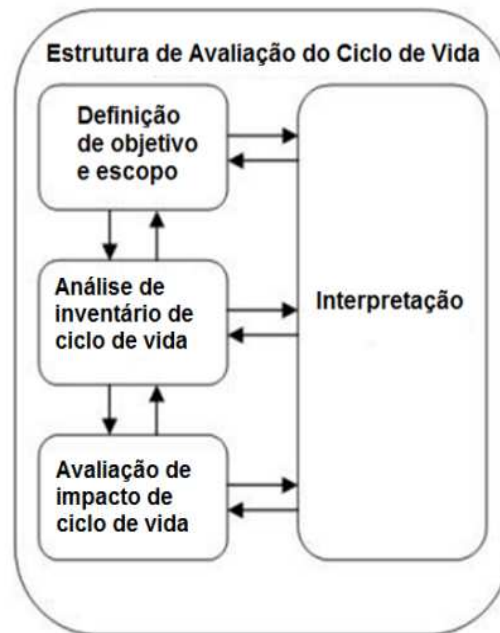 Estrutura de Avaliação do Ciclo de Vida
Definição
de objetivo
e escopo
Análise de
inventário de
ciclo de vida
Interpretação
Avaliação de
impacto de
ciclo de vida